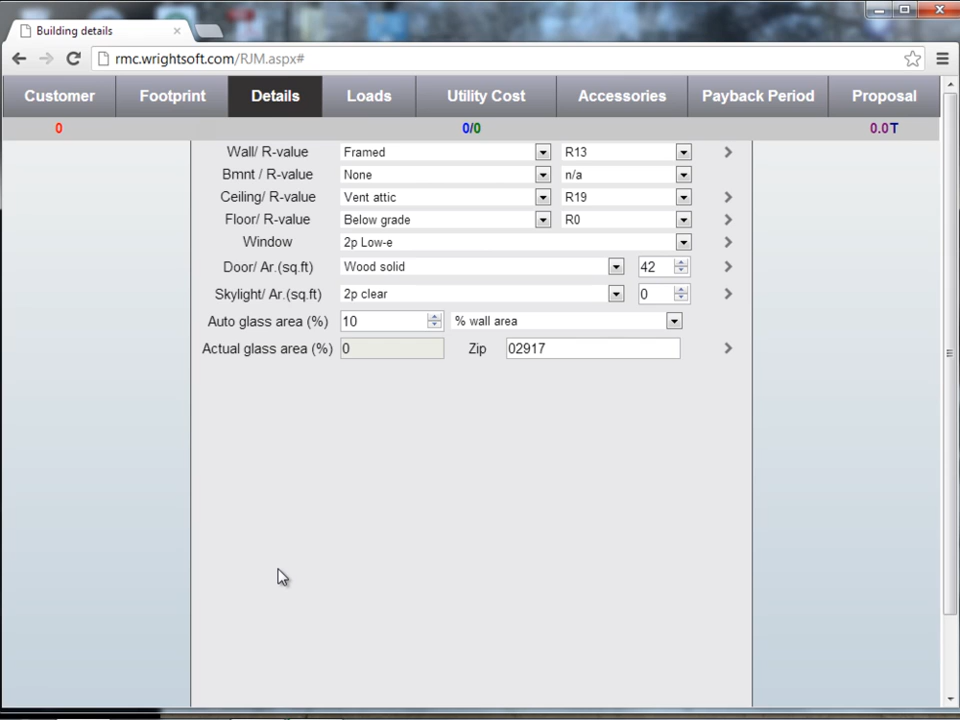 Building details
rmc.wrightsoft.com/RJM.aspx#
Customer Footprint Details Loads Utility Cost Accessories Payback Period Proposal
0 0/0 0.0T
Wall/ R-value Framed R13
Bmnt / R-value None n/a
Ceiling/ R-value Vent attic R19
Floor/ R-value Below grade R0
Window 2p Low-e
Door/ Ar.(sq.ft) Wood solid 42
Skylight/ Ar.(sq.ft) 2p clear 0
Auto glass area (%) 10 % wall area
Actual glass area (%) 0 Zip 02917